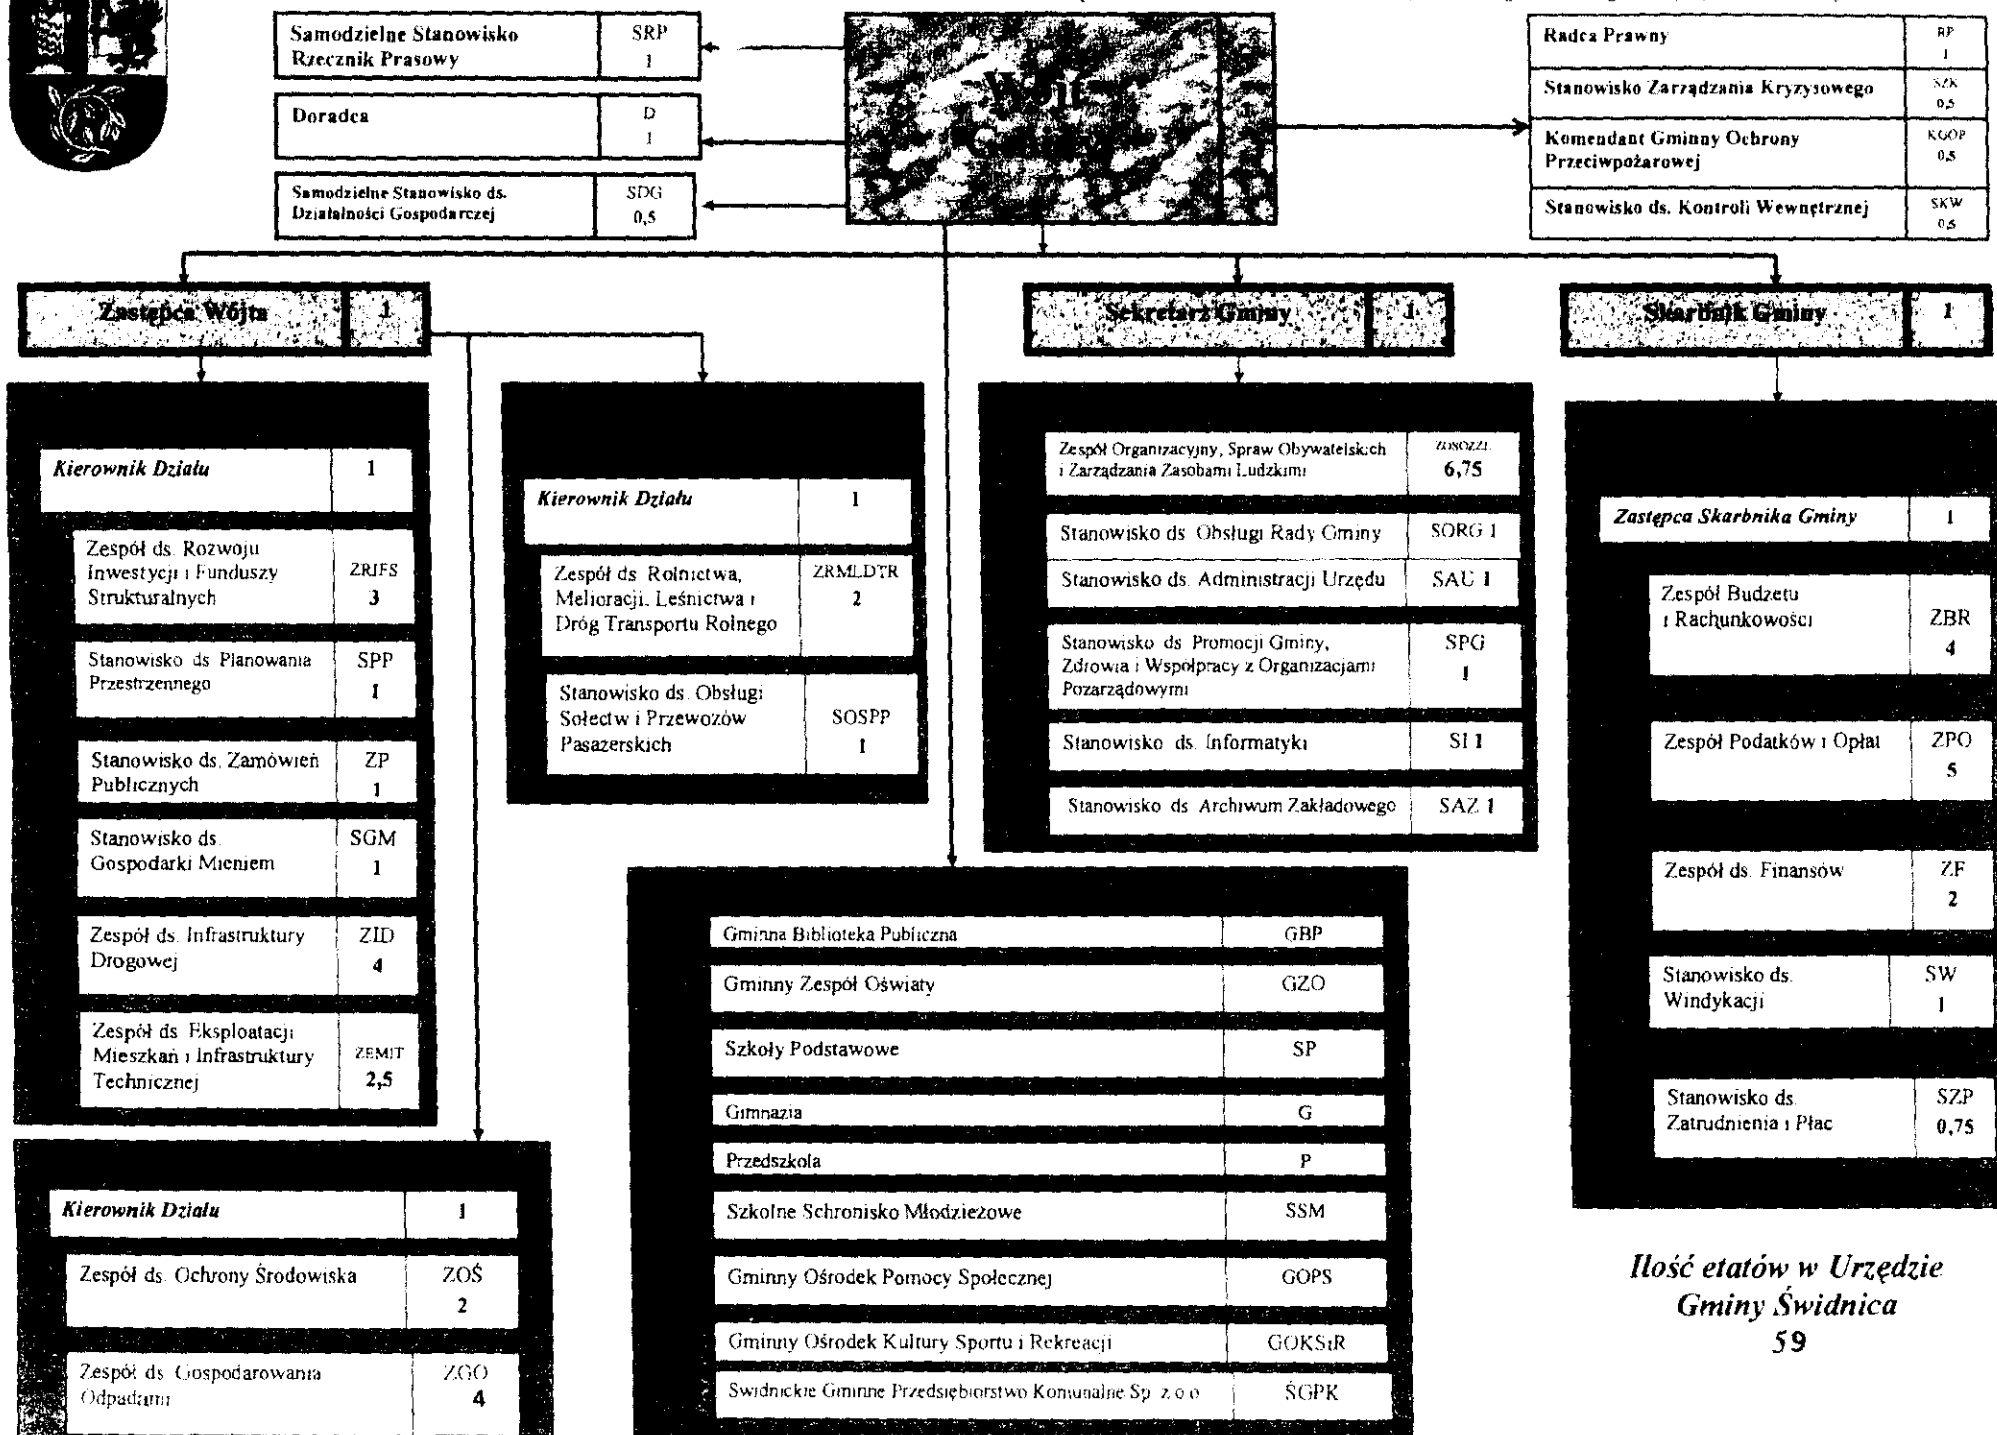 Samodzielne Stanowisko
Rzecznik Prasowy
SRP
1
Doradca
D
1
Samodzielne Stanowisko ds.
Działalności Gospodarczej
SDG
0,5
Wójt
Gminy
Radca Prawny
RP
1
Stanowisko Zarządzania Kryzysowego
SZK
0,5
Komendant Gminny Ochrony
Przeciwpożarowej
KGOP
0,5
Stanowisko ds. Kontroli Wewnętrznej
SKW
0,5
Zastępca Wójta
1
Sekretarz Gminy
1
Skarbnik Gminy
1
Kierownik Działu
1
Zespół ds. Rozwoju
Inwestycji i Funduszy
Strukturalnych
ZRIFS
3
Stanowisko ds Planowania
Przestrzennego
SPP
1
Stanowisko ds. Zamówień
Publicznych
ZP
1
Stanowisko ds.
Gospodarki Mieniem
SGM
1
Zespół ds. Infrastruktury
Drogowej
ZID
4
Zespół ds Eksploatacji
Mieszkań i Infrastruktury
Technicznej
ZEMIT
2,5
Kierownik Działu
1
Zespół ds. Ochrony Środowiska
ZOŚ
2
Zespół ds. Gospodarowania
Odpadami
ZGO
4
Kierownik Działu
1
Zespół ds Rolnictwa,
Melioracji, Leśnictwa i
Dróg Transportu Rolnego
ZRMLDTR
2
Stanowisko ds. Obsługi
Sołectw i Przewozów
Pasażerskich
SOSPP
1
Zespół Organizacyjny, Spraw Obywatelskich
i Zarządzania Zasobami Ludzkimi
ZOSOZZL
6,75
Stanowisko ds Obsługi Rady Gminy
SORG 1
Stanowisko ds. Administracji Urzędu
SAU 1
Stanowisko ds Promocji Gminy,
Zdrowia i Współpracy z Organizacjami
Pozarządowymi
SPG
1
Stanowisko ds. Informatyki
SI 1
Stanowisko ds Archiwum Zakładowego
SAZ 1
Gminna Biblioteka Publiczna
GBP
Gminny Zespół Oświaty
GZO
Szkoły Podstawowe
SP
Gimnazja
G
Przedszkola
P
Szkolne Schronisko Młodzieżowe
SSM
Gminny Ośrodek Pomocy Społecznej
GOPS
Gminny Ośrodek Kultury Sportu i Rekreacji
GOKSiR
Świdnickie Gminne Przedsiębiorstwo Komunalne Sp. z o o
ŚGPK
Zastępca Skarbnika Gminy
1
Zespół Budżetu
i Rachunkowości
ZBR
4
Zespół Podatków i Opłat
ZPO
5
Zespół ds. Finansów
ZF
2
Stanowisko ds.
Windykacji
SW
1
Stanowisko ds.
Zatrudnienia i Płac
SZP
0,75
Ilość etatów w Urzędzie
Gminy Świdnica
59